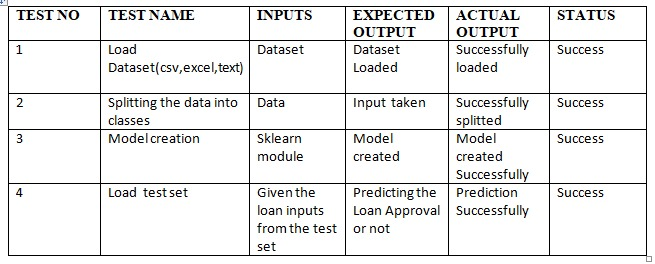 TEST NO TEST NAME INPUTS EXPECTED OUTPUT ACTUAL OUTPUT STATUS
1 Load Dataset(csv,excel,text) Dataset Dataset Loaded Successfully loaded Success
2 Splitting the data into classes Data Input taken Successfully splitted Success
3 Model creation Sklearn module Model created Model created Successfully Success
4 Load test set Given the loan inputs from the test set Predicting the Loan Approval or not Prediction Successfully Success